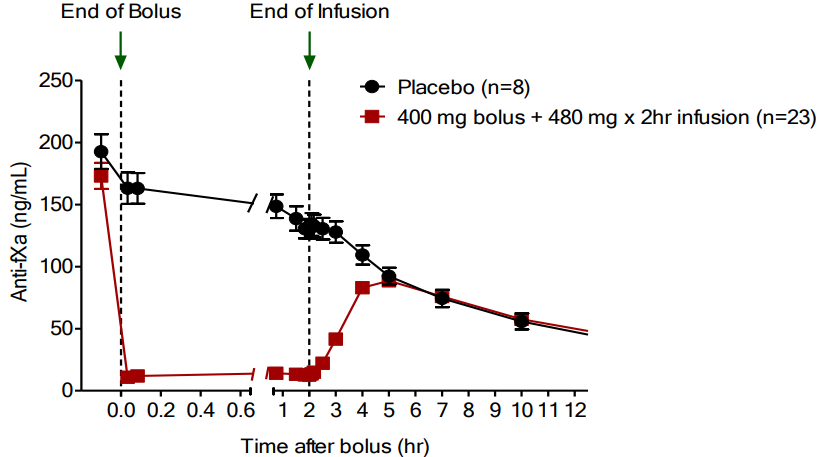 End of Bolus
End of Infusion
Placebo (n=8)
400 mg bolus + 480 mg x 2hr infusion (n=23)
Anti-fXa (ng/mL)
250
200
150
100
50
0
0.0 0.2 0.4 0.6 1 2 3 4 5 6 7 8 9 10 11 12
Time after bolus (hr)